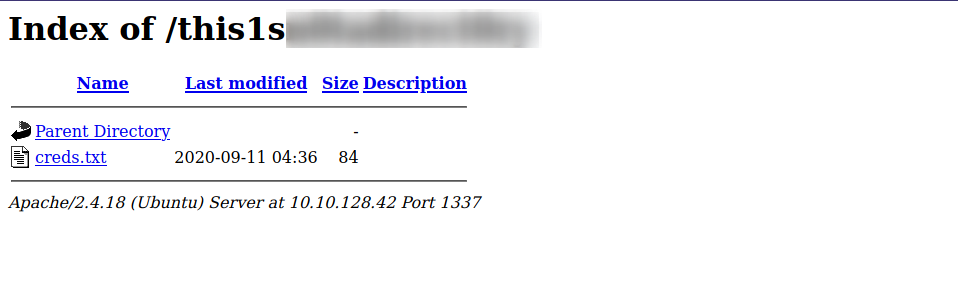 Index of /this1s
Name Last modified Size Description
Parent Directory -
creds.txt 2020-09-11 04:36 84
Apache/2.4.18 (Ubuntu) Server at 10.10.128.42 Port 1337